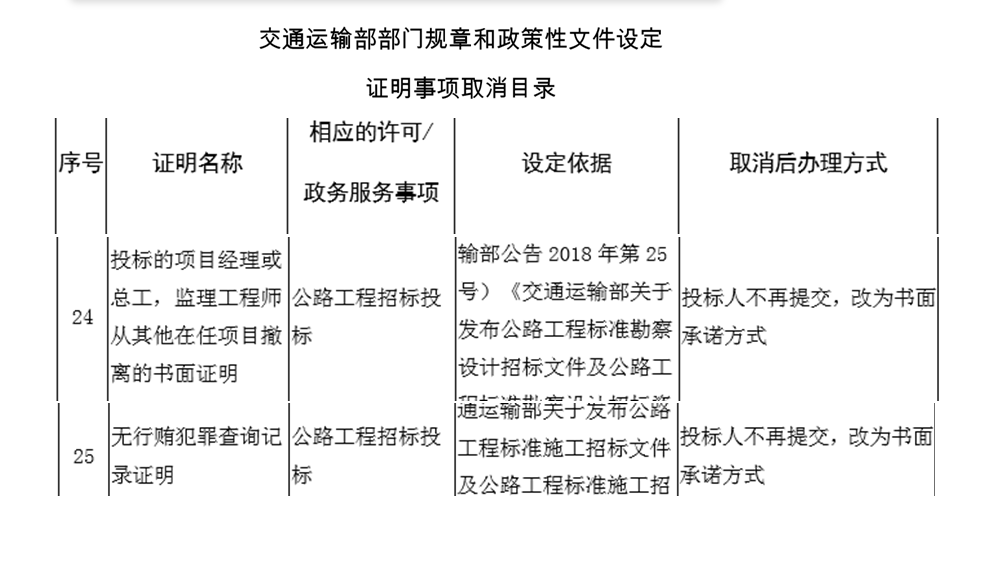 交通运输部部门规章和政策性文件设定
证明事项取消目录
序号
证明名称
相应的许可/
政务服务事项
设定依据
取消后办理方式
24
投标的项目经理或
总工，监理工程师
从其他在任项目撤
离的书面证明
公路工程招标投
标
输部公告 2018 年第 25
号）《交通运输部关于
发布公路工程标准勘察
设计招标文件及公路工
投标人不再提交，改为书面
承诺方式
25
无行贿犯罪查询记
录证明
公路工程招标投
标
通运输部关于发布公路
工程标准施工招标文件
及公路工程标准施工招
投标人不再提交，改为书面
承诺方式